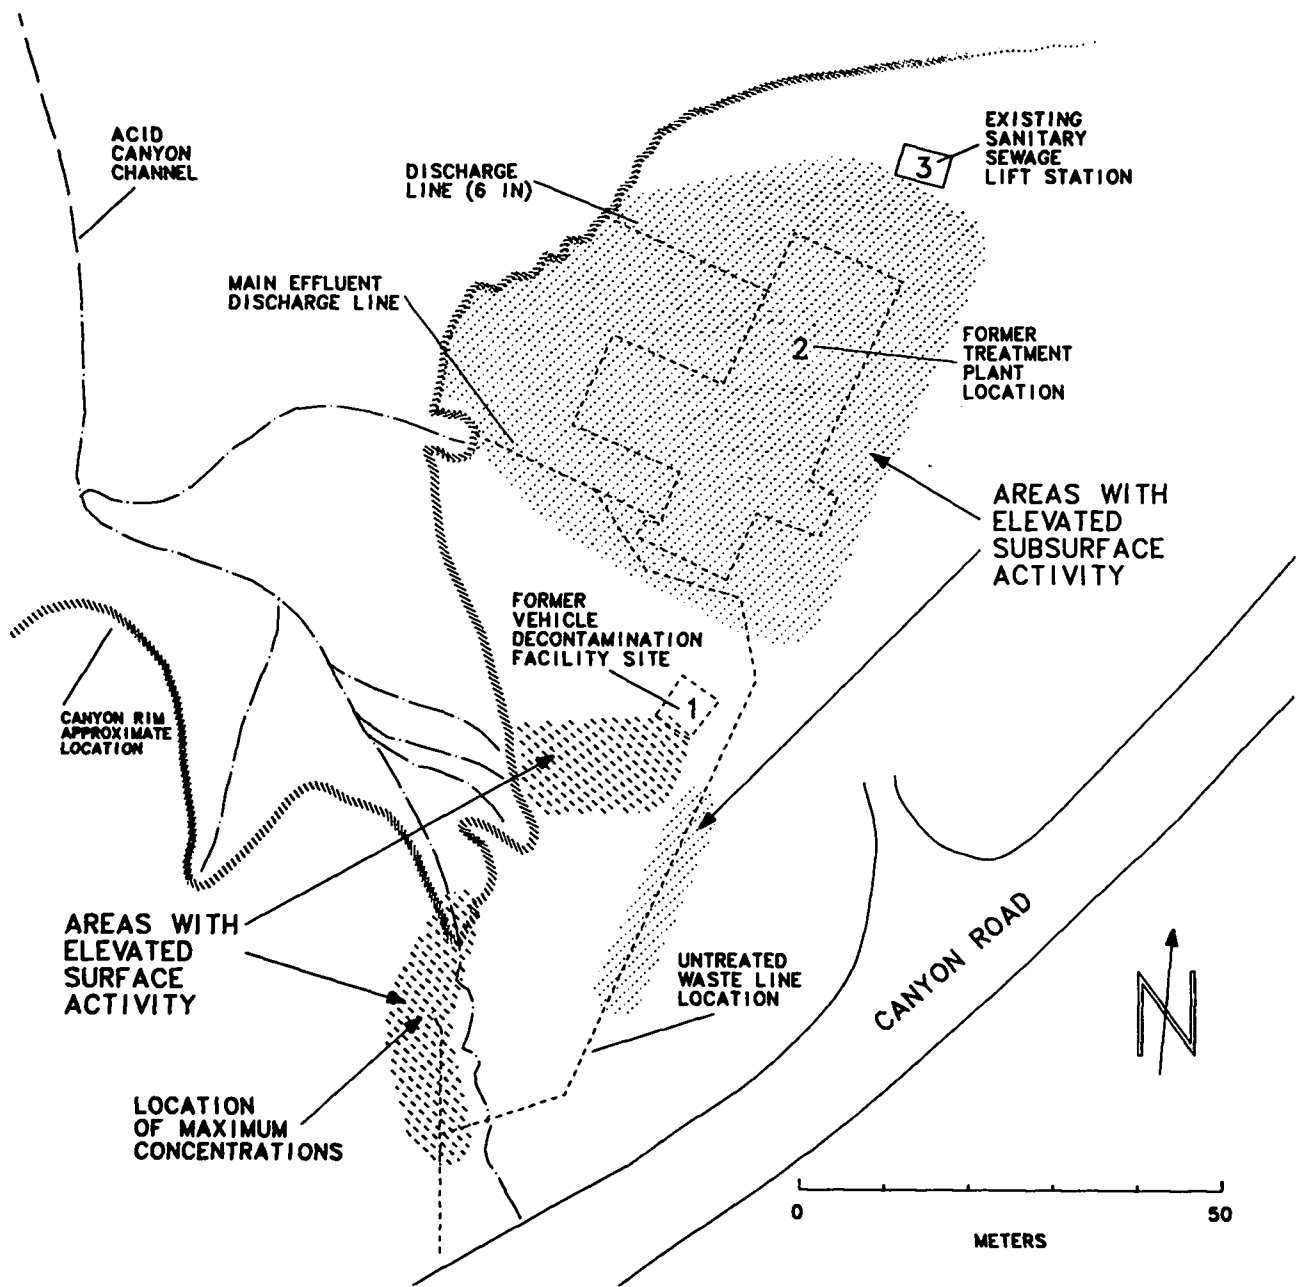 ACID
CANYON
CHANNEL
EXISTING
SANITARY
SEWAGE
LIFT STATION
3
DISCHARGE
LINE (6 IN)
MAIN EFFLUENT
DISCHARGE LINE
2
FORMER
TREATMENT
PLANT
LOCATION
AREAS WITH
ELEVATED
SUBSURFACE
ACTIVITY
FORMER
VEHICLE
DECONTAMINATION
FACILITY SITE
1
CANYON RIM
APPROXIMATE
LOCATION
AREAS WITH
ELEVATED
SURFACE
ACTIVITY
UNTREATED
WASTE LINE
LOCATION
CANYON ROAD
N
LOCATION
OF MAXIMUM
CONCENTRATIONS
0
50
METERS